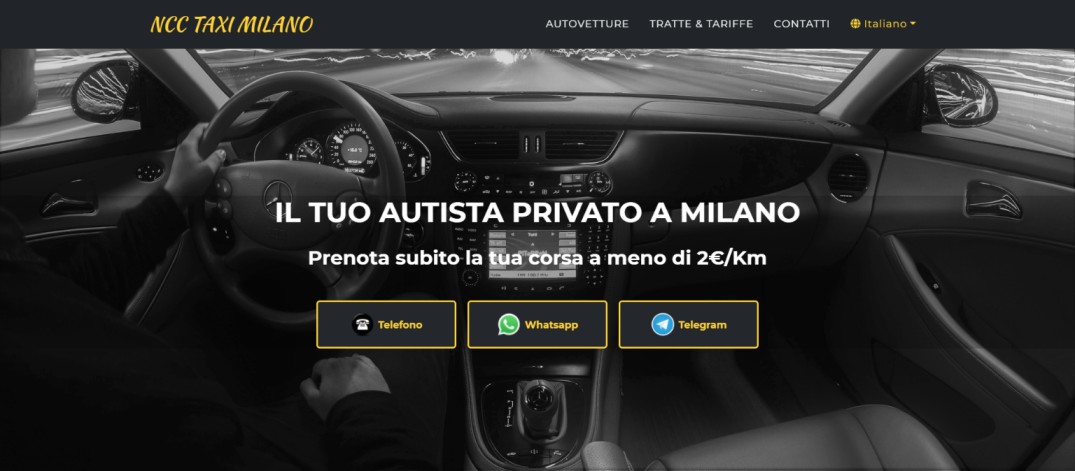 NCC TAXI MILANO
AUTOVETTURE TRATTE & TARIFFE CONTATTI Italiano
IL TUO AUTISTA PRIVATO A MILANO
Prenota subito la tua corsa a meno di 2€/Km
Telefono Whatsapp Telegram